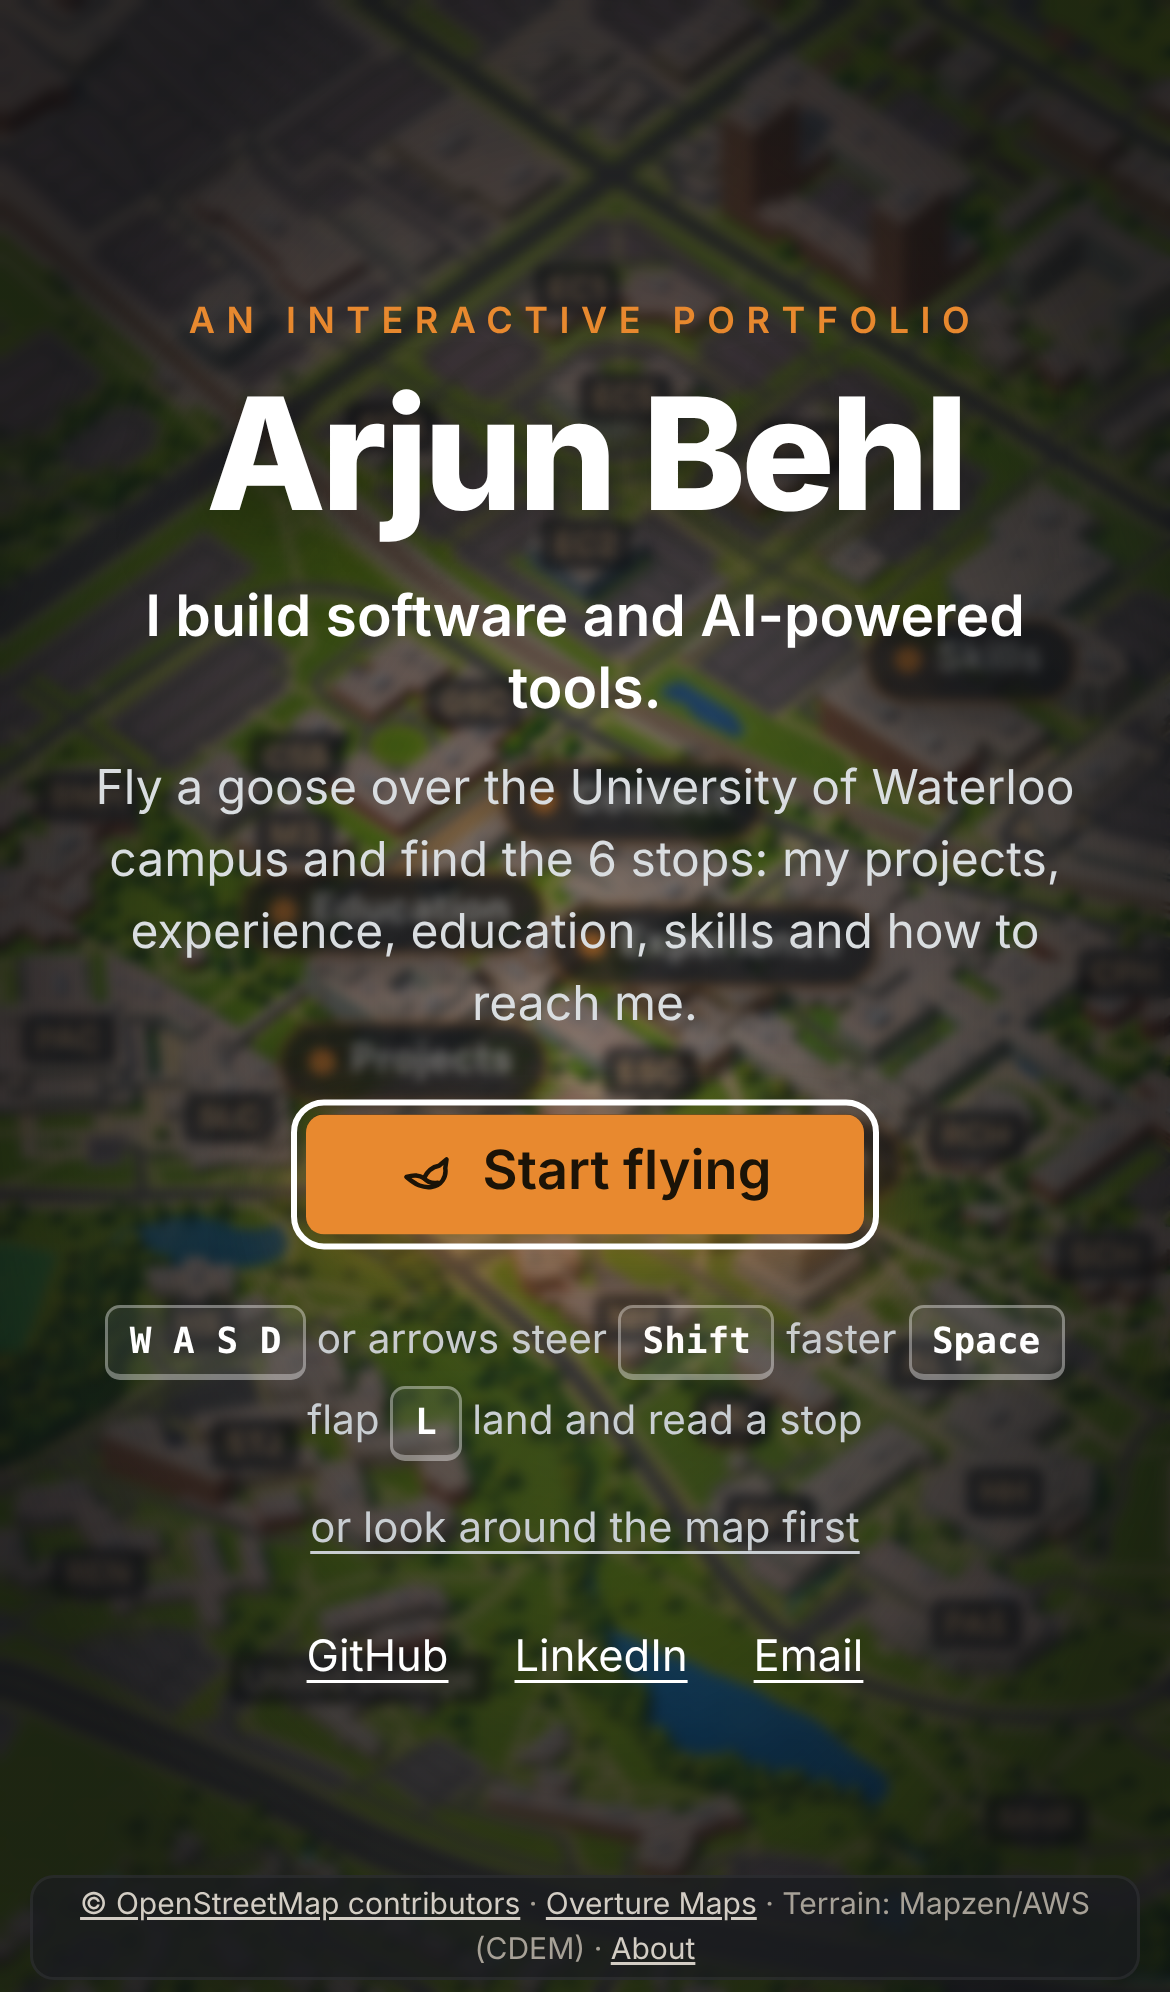 AN INTERACTIVE PORTFOLIO
Arjun Behl
I build software and AI-powered
tools.
Fly a goose over the University of Waterloo
campus and find the 6 stops: my projects,
experience, education, skills and how to
reach me.
Skills
Education
Projects
Start flying
W A S D or arrows steer Shift faster Space
flap L land and read a stop
or look around the map first
GitHub LinkedIn Email
© OpenStreetMap contributors · Overture Maps · Terrain: Mapzen/AWS
(CDEM) · About